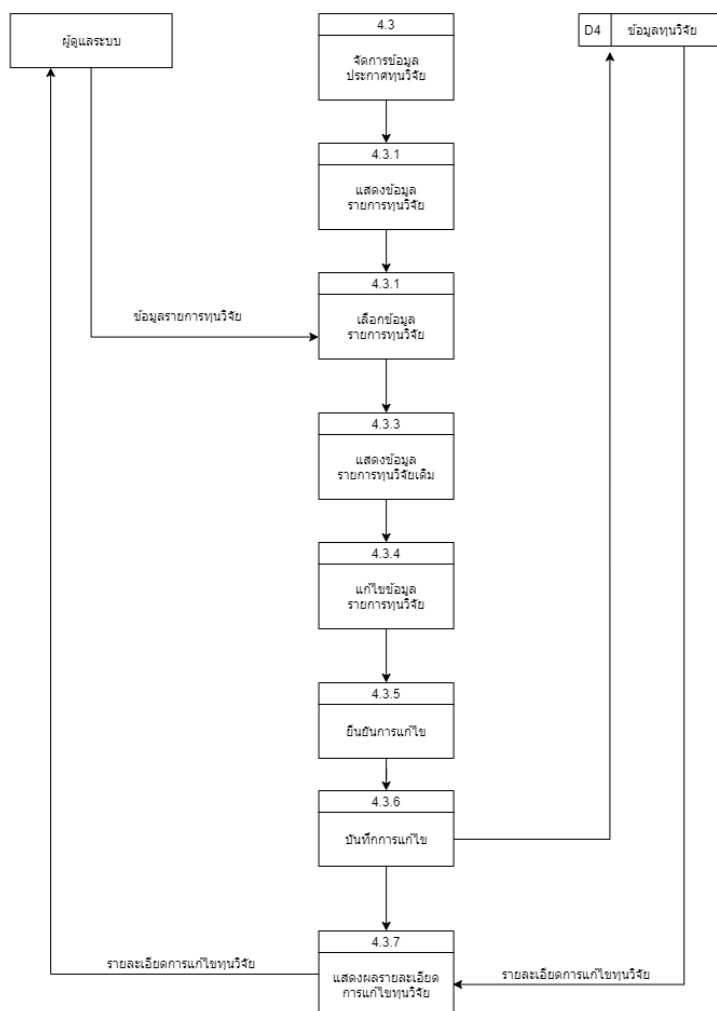 ผู้ดูแลระบบ
4.3
จัดการข้อมูล
ประกาศทุนวิจัย
D4
ข้อมูลทุนวิจัย
4.3.1
แสดงข้อมูล
รายการทุนวิจัย
4.3.1
เลือกข้อมูล
รายการทุนวิจัย
ข้อมูลรายการทุนวิจัย
4.3.3
แสดงข้อมูล
รายการทุนวิจัยเดิม
4.3.4
แก้ไขข้อมูล
รายการทุนวิจัย
4.3.5
ยืนยันการแก้ไข
4.3.6
บันทึกการแก้ไข
4.3.7
แสดงผลรายละเอียด
การแก้ไขทุนวิจัย
รายละเอียดการแก้ไขทุนวิจัย
รายละเอียดการแก้ไขทุนวิจัย